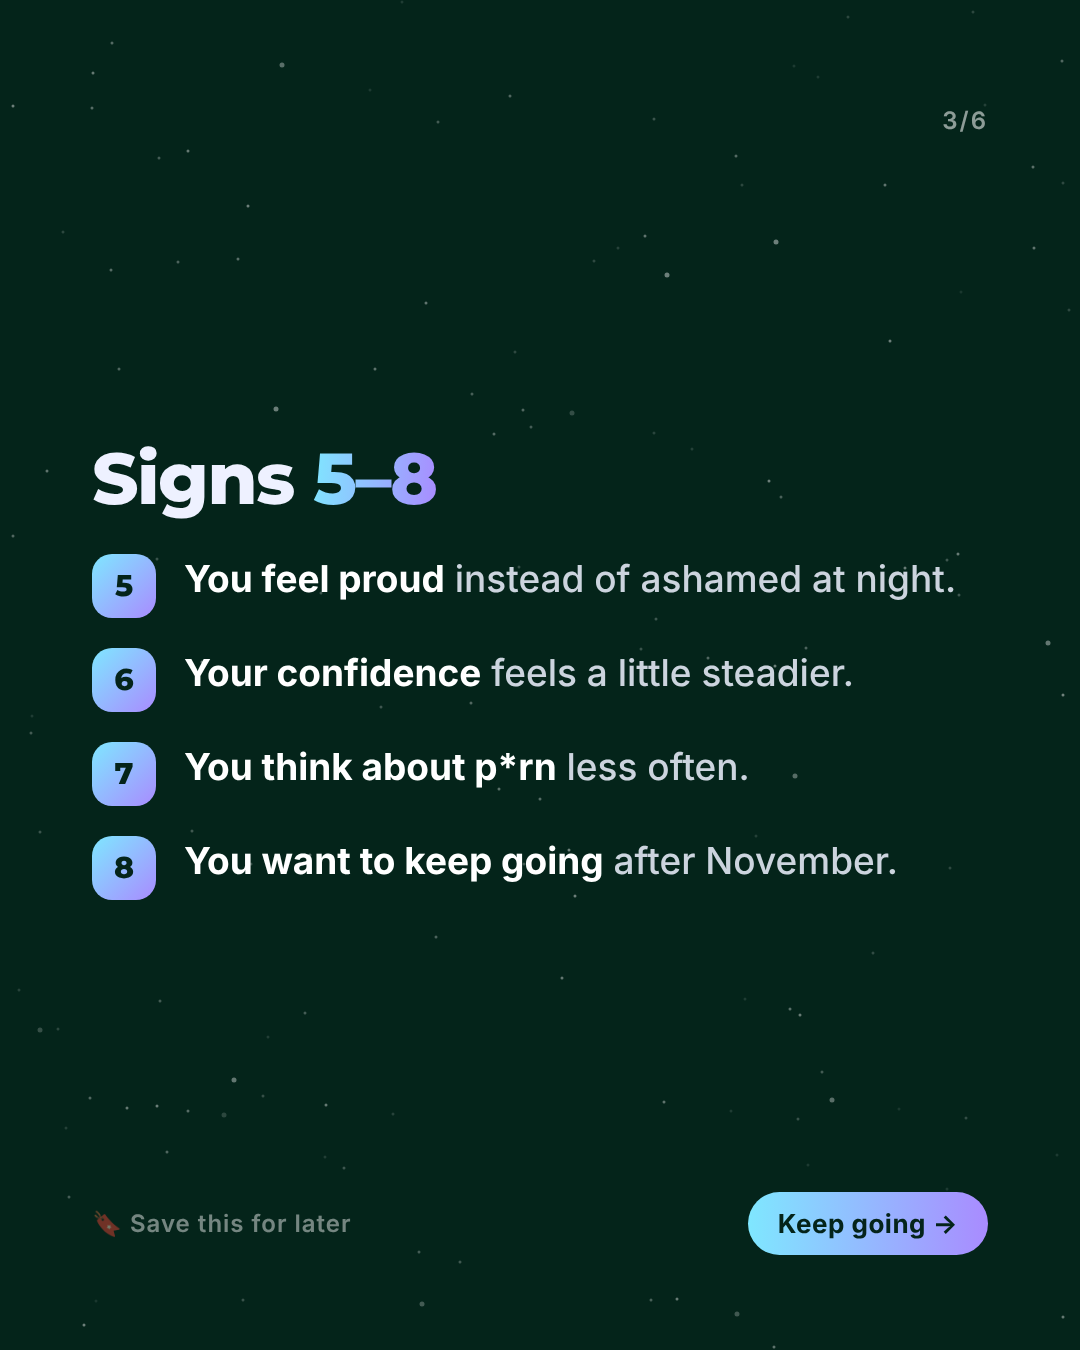 3/6
Signs 5–8
5 You feel proud instead of ashamed at night.
6 Your confidence feels a little steadier.
7 You think about p*rn less often.
8 You want to keep going after November.
🔖 Save this for later
Keep going →